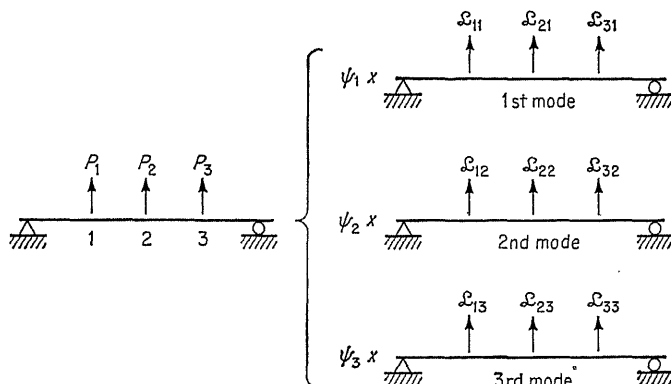 P₁ P₂ P₃
1 2 3
ℒ₁₁ ℒ₂₁ ℒ₃₁
ψ₁ x
1st mode
ℒ₁₂ ℒ₂₂ ℒ₃₂
ψ₂ x
2nd mode
ℒ₁₃ ℒ₂₃ ℒ₃₃
ψ₃ x
3rd mode